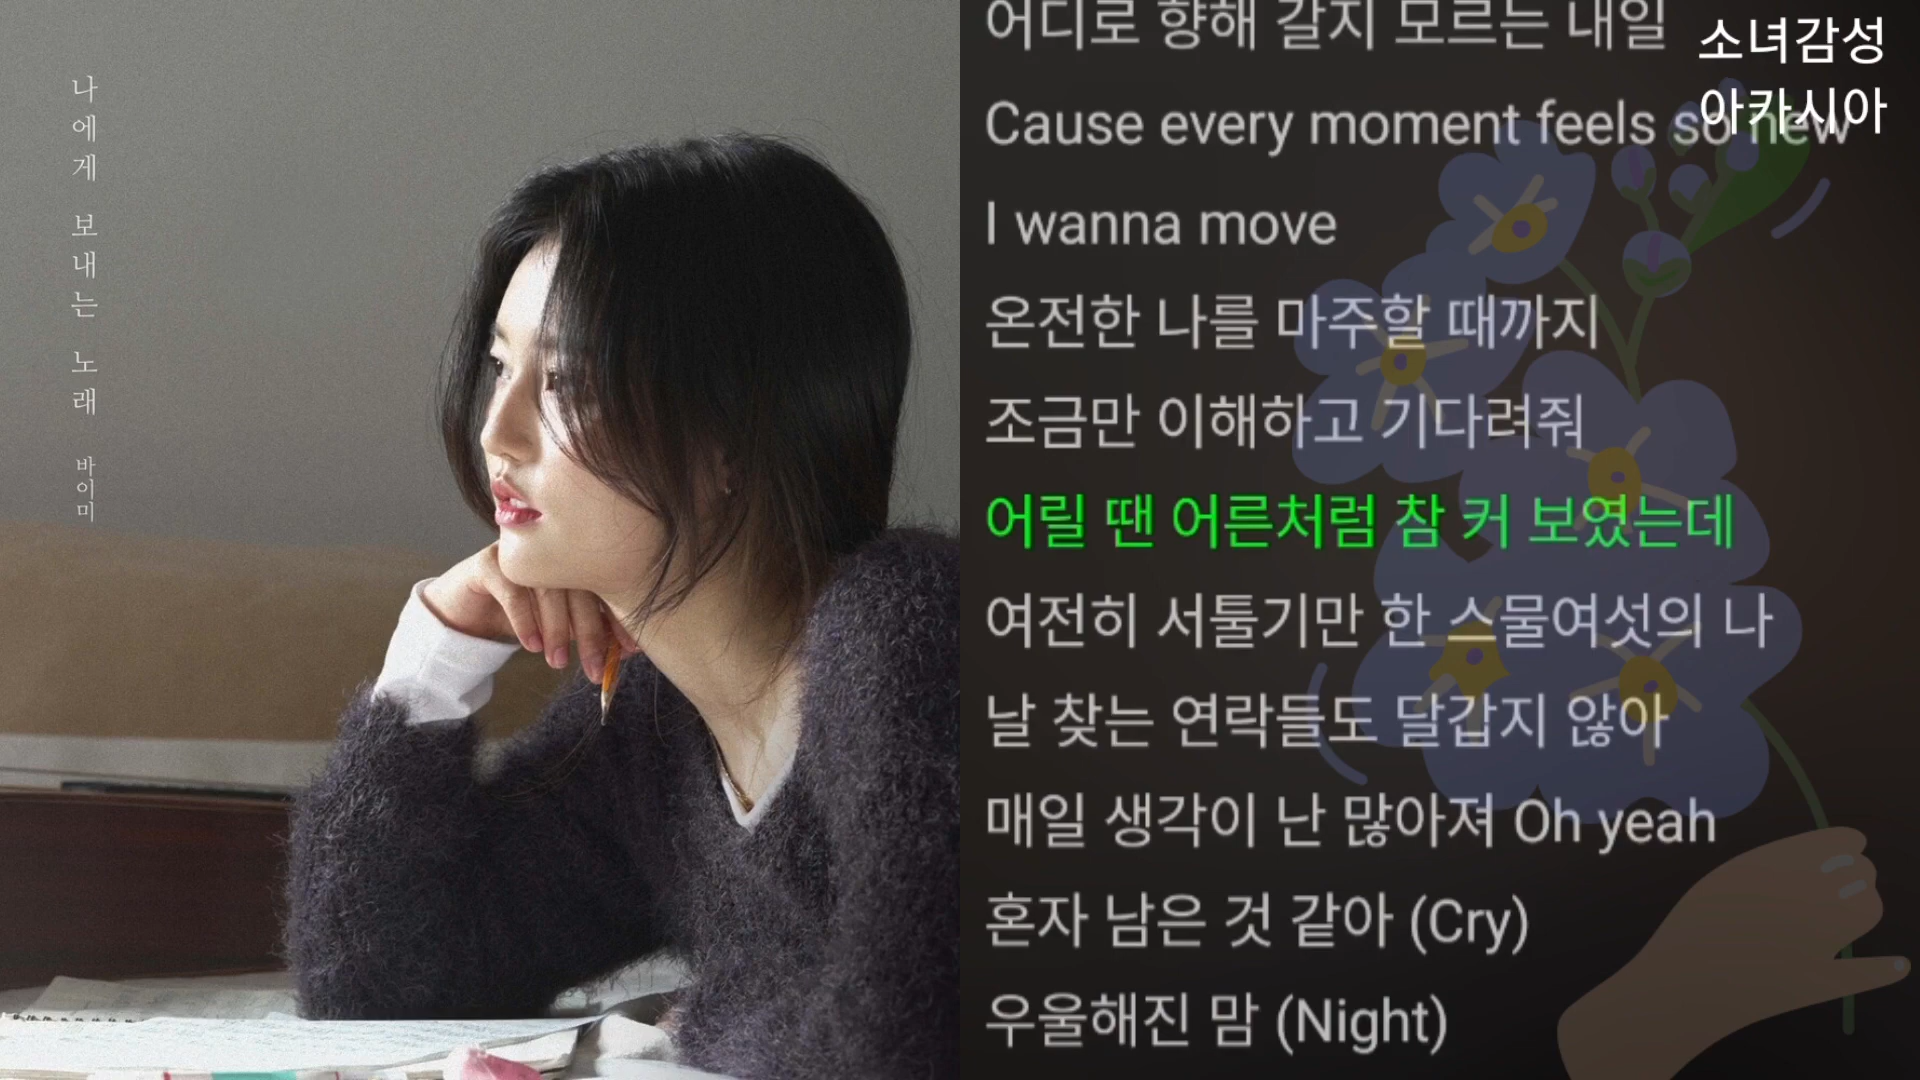 나에게 보내는 노래
바이미
소녀감성
아카시아
어디로 향해 갈지 모르는 내일
Cause every moment feels so new
I wanna move
온전한 나를 마주할 때까지
조금만 이해하고 기다려줘
어릴 땐 어른처럼 참 커 보였는데
여전히 서툴기만 한 스물여섯의 나
날 찾는 연락들도 달갑지 않아
매일 생각이 난 많아져 Oh yeah
혼자 남은 것 같아 (Cry)
우울해진 맘 (Night)